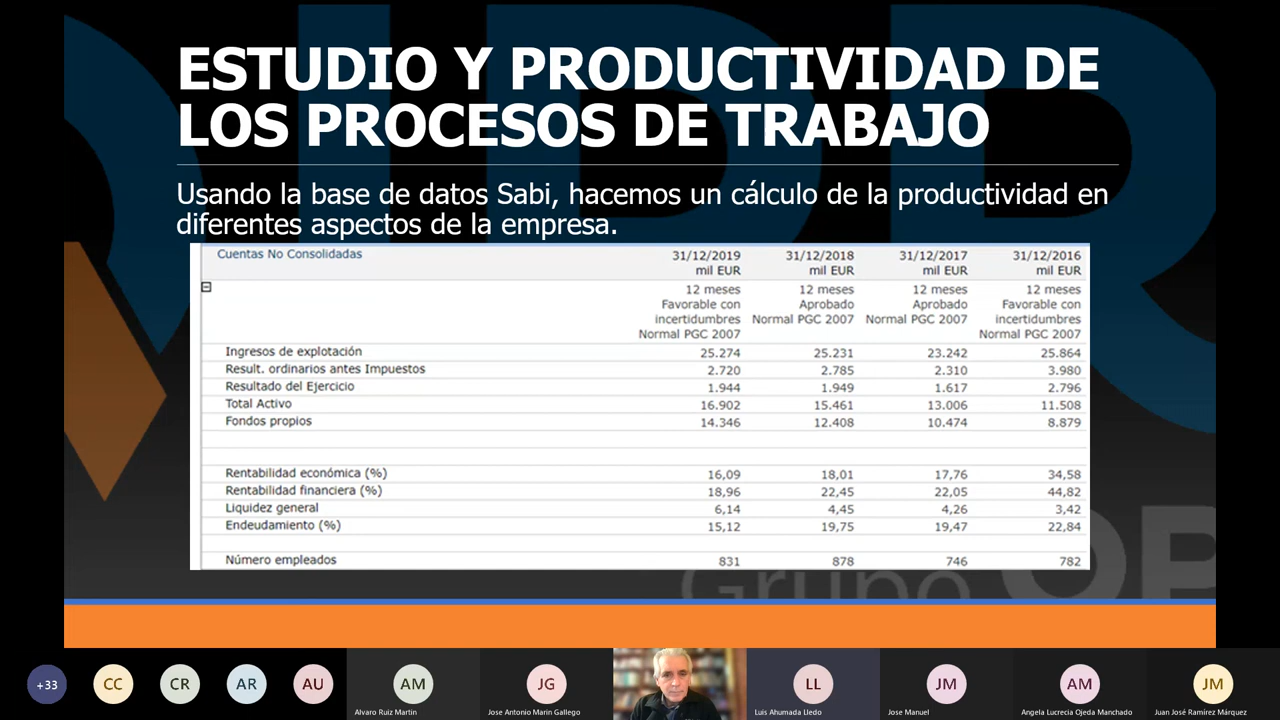 ESTUDIO Y PRODUCTIVIDAD DE
LOS PROCESOS DE TRABAJO
Usando la base de datos Sabi, hacemos un cálculo de la productividad en
diferentes aspectos de la empresa.
Cuentas No Consolidadas 31/12/2019 31/12/2018 31/12/2017 31/12/2016
mil EUR mil EUR mil EUR mil EUR
12 meses 12 meses 12 meses 12 meses
Favorable con Aprobado Aprobado Favorable con
incertidumbres Normal PGC 2007 Normal PGC 2007 incertidumbres
Normal PGC 2007 Normal PGC 2007
Ingresos de explotación 25.274 25.231 23.242 25.864
Result. ordinarios antes Impuestos 2.720 2.785 2.310 3.980
Resultado del Ejercicio 1.944 1.949 1.617 2.796
Total Activo 16.902 15.461 13.006 11.508
Fondos propios 14.346 12.408 10.474 8.879
Rentabilidad económica (%) 16,09 18,01 17,76 34,58
Rentabilidad financiera (%) 18,96 22,45 22,05 44,82
Liquidez general 6,14 4,45 4,26 3,42
Endeudamiento (%) 15,12 19,75 19,47 22,84
Número empleados 831 878 746 782
Grupo OP
+33 CC CR AR AU AM JG LL JM AM JM
Alvaro Ruiz Martin Jose Antonio Marin Gallego Luis Ahumada Lledo Jose Manuel Angela Lucrecia Ojeda Manchado Juan José Ramírez Márquez